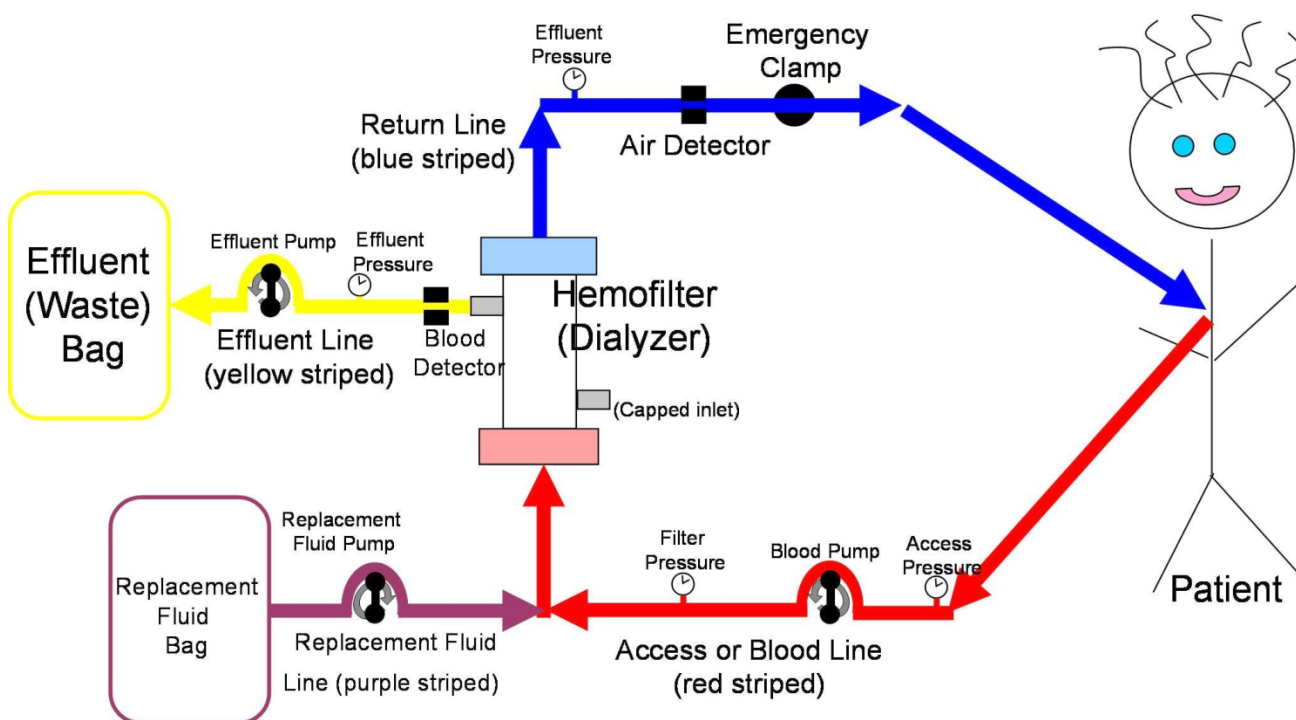 Effluent
Pressure
Emergency
Clamp
Return Line
(blue striped)
Air Detector
Effluent Pump
Effluent
Pressure
Effluent
(Waste)
Bag
Hemofilter
(Dialyzer)
Effluent Line
(yellow striped)
Blood
Detector
(Capped inlet)
Replacement
Fluid Pump
Filter
Pressure
Blood Pump
Access
Pressure
Patient
Replacement
Fluid
Bag
Replacement Fluid
Line (purple striped)
Access or Blood Line
(red striped)